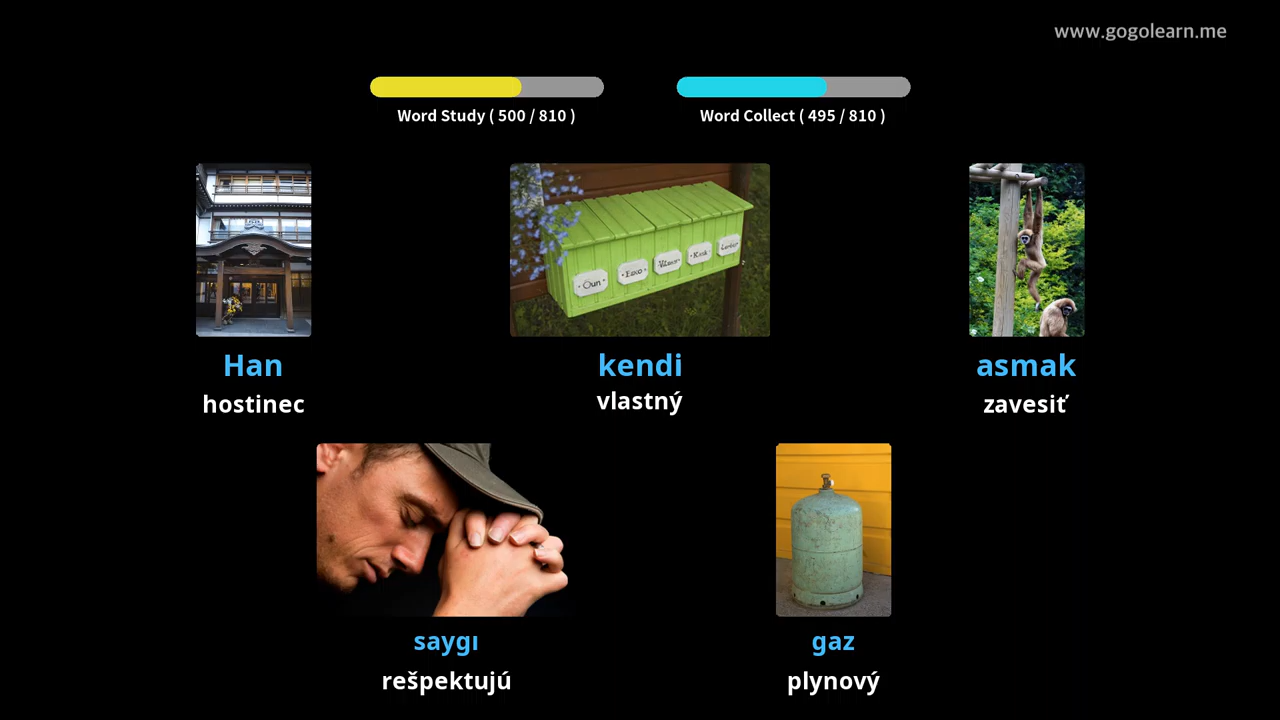 www.gogolearn.me
Word Study ( 500 / 810 )
Word Collect ( 495 / 810 )
Han
hostinec
kendi
vlastný
asmak
zavesiť
saygı
rešpektujú
gaz
plynový